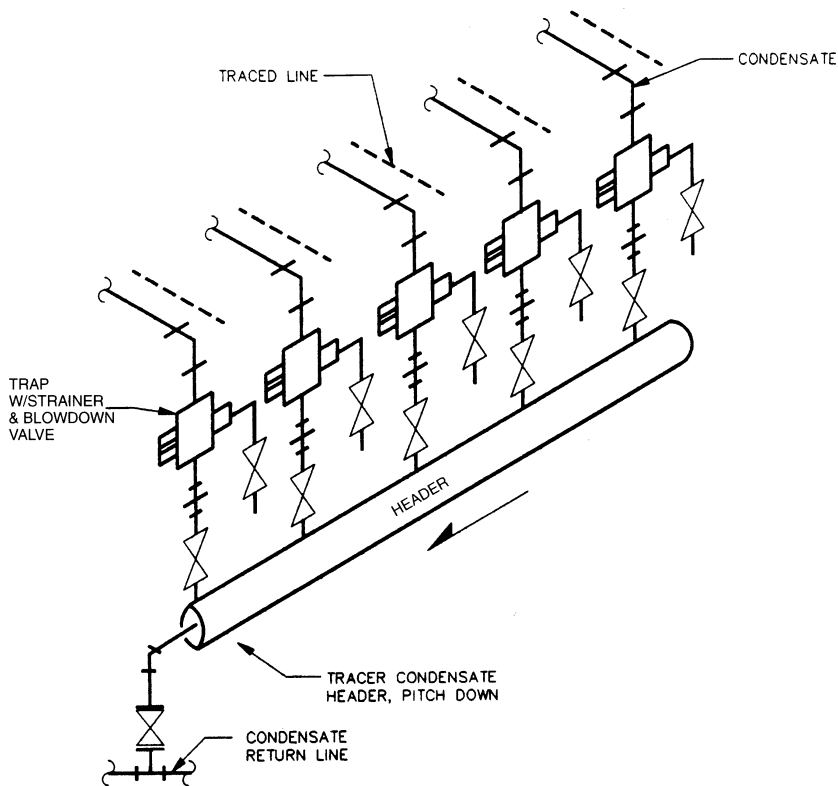 CONDENSATE
TRACED LINE
TRAP
W/STRAINER
& BLOWDOWN
VALVE
HEADER
TRACER CONDENSATE
HEADER, PITCH DOWN
CONDENSATE
RETURN LINE